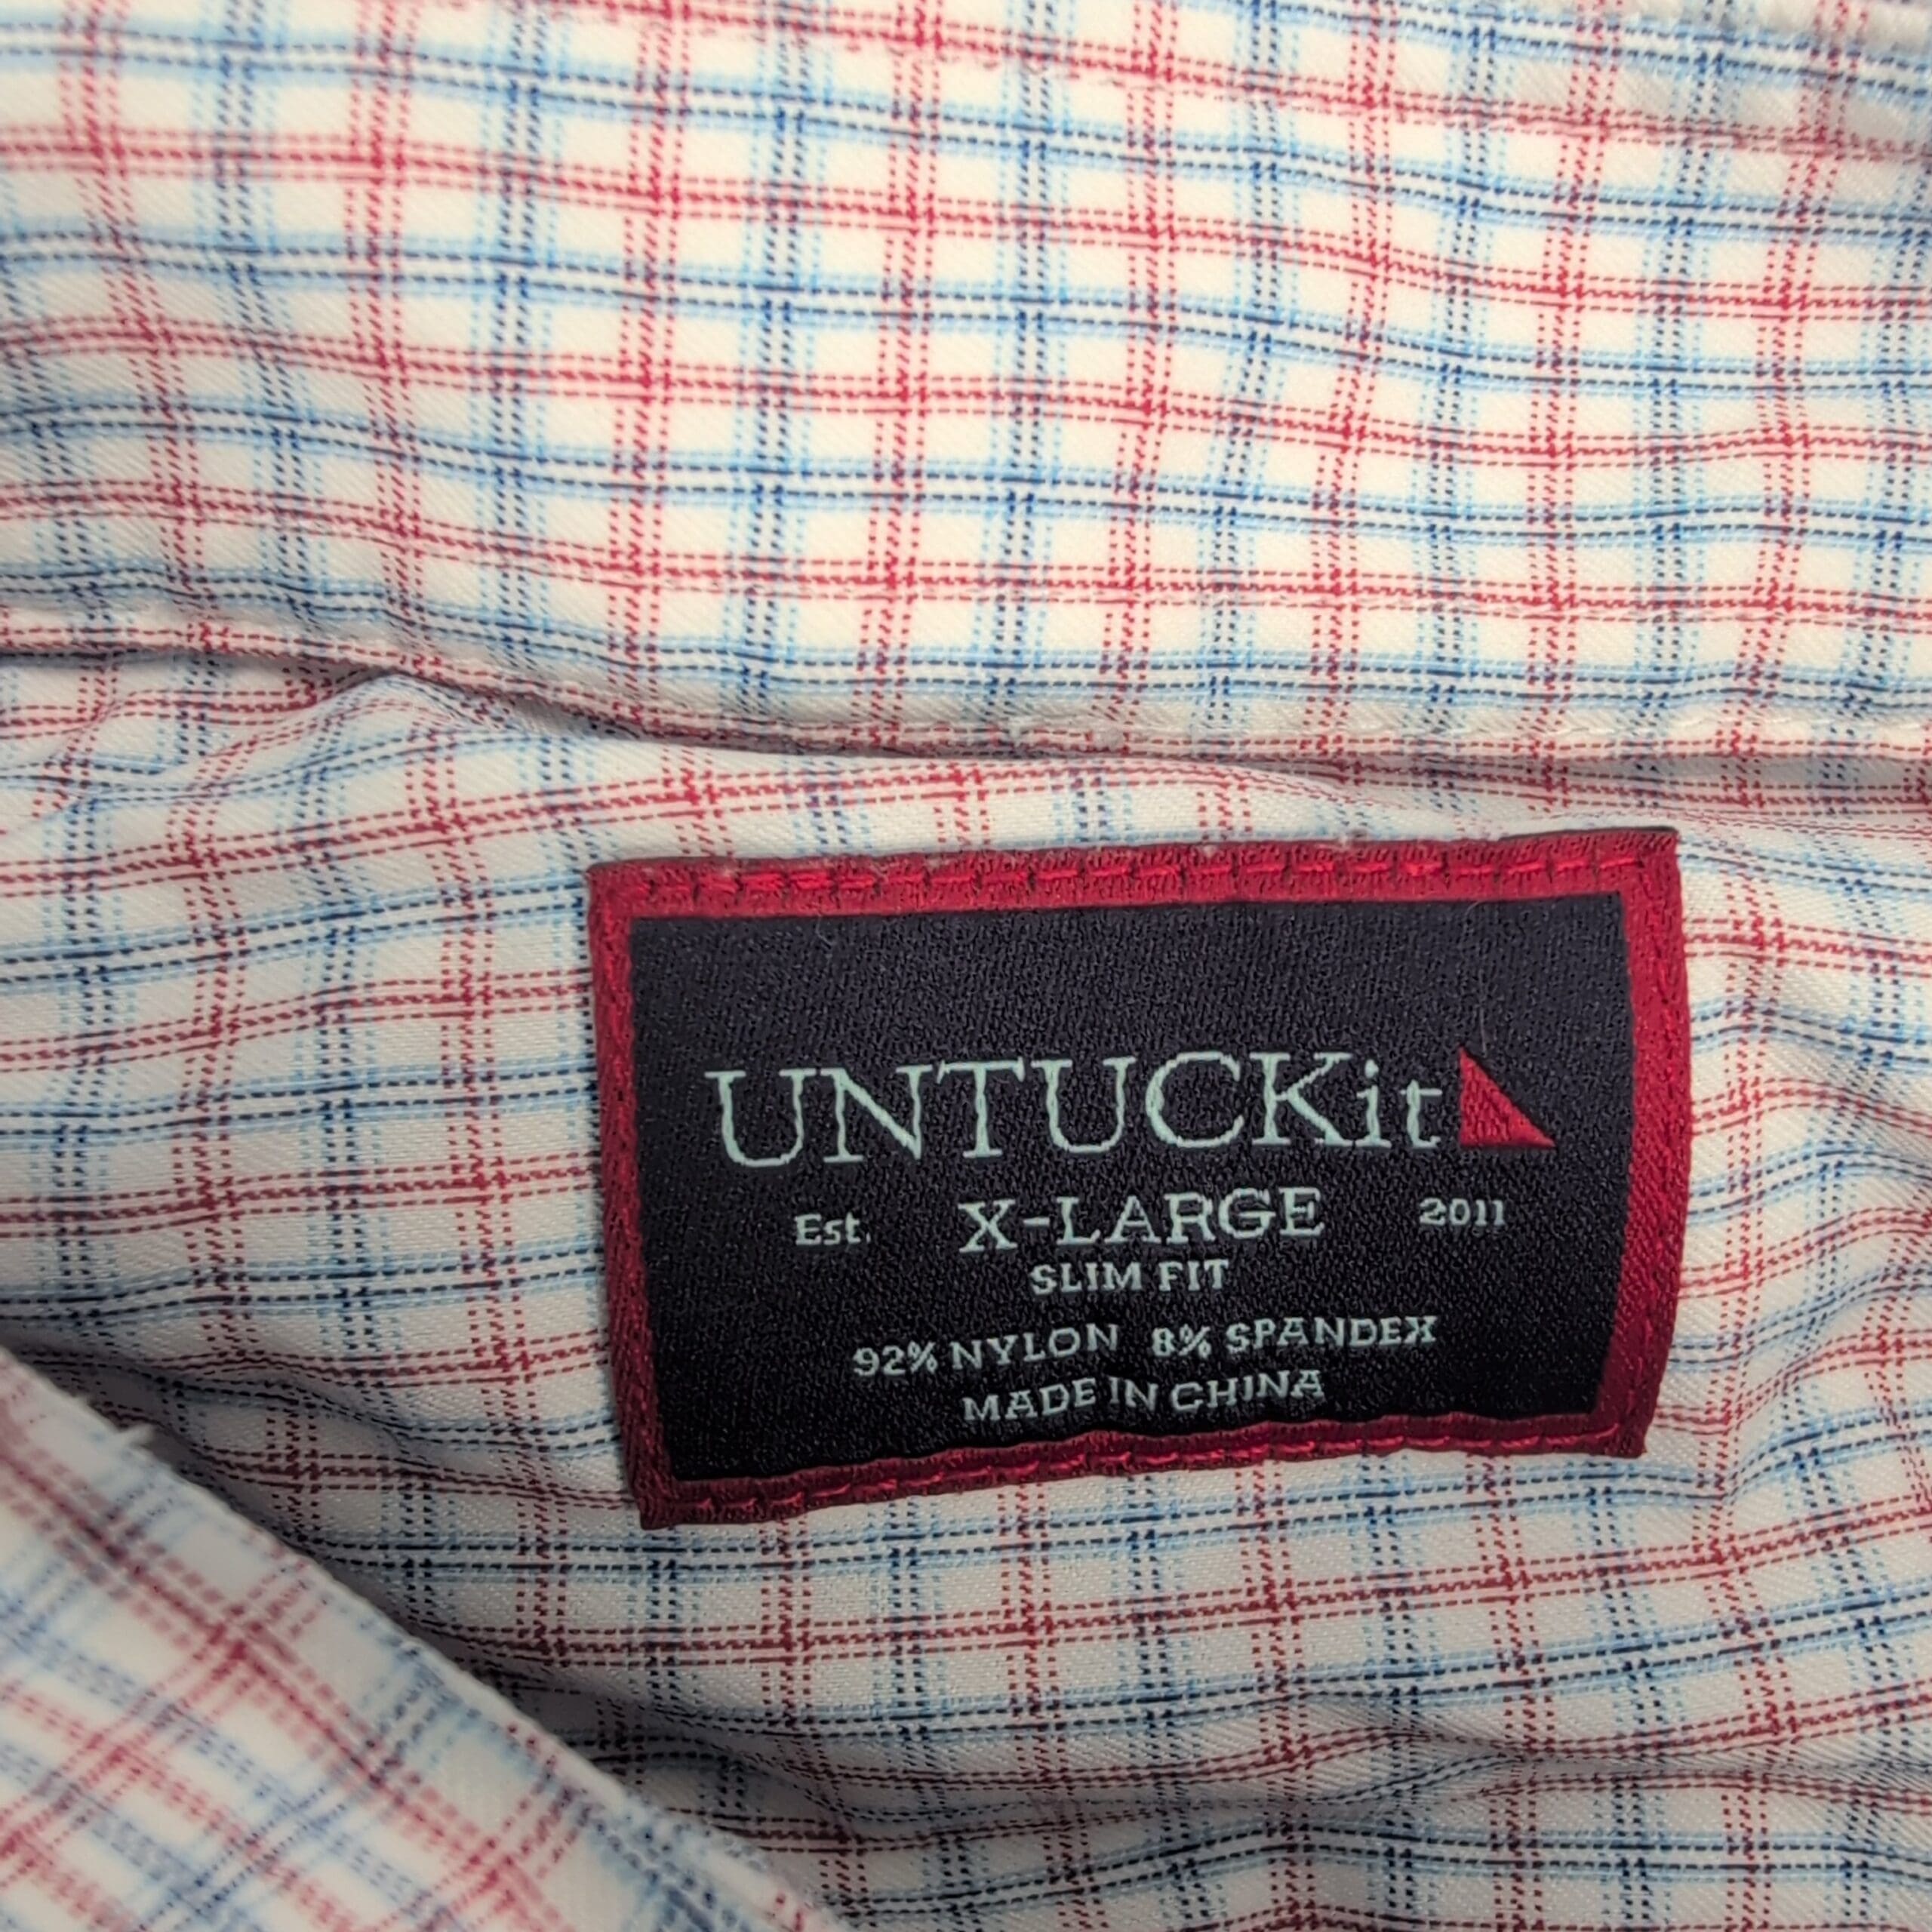 UNTUCKit
Est. X-LARGE 2011
SLIM FIT
92% NYLON 8% SPANDEX
MADE IN CHINA